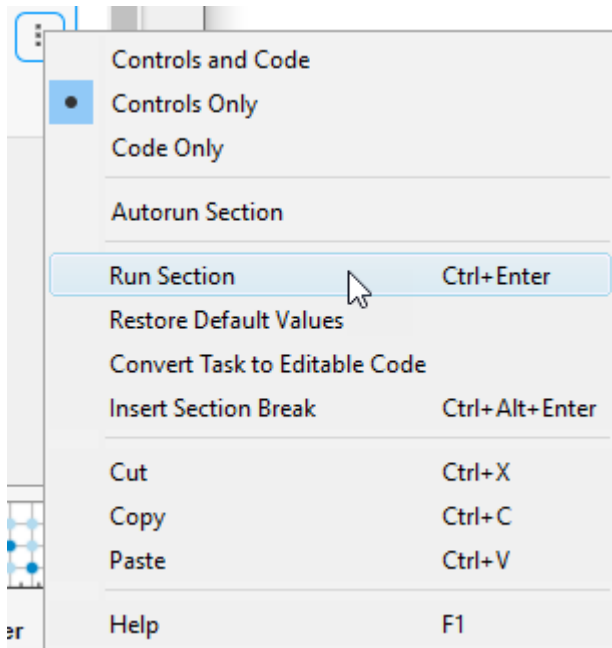 Controls and Code
Controls Only
Code Only
Autorun Section
Run Section Ctrl+Enter
Restore Default Values
Convert Task to Editable Code
Insert Section Break Ctrl+Alt+Enter
Cut Ctrl+X
Copy Ctrl+C
Paste Ctrl+V
er
Help F1